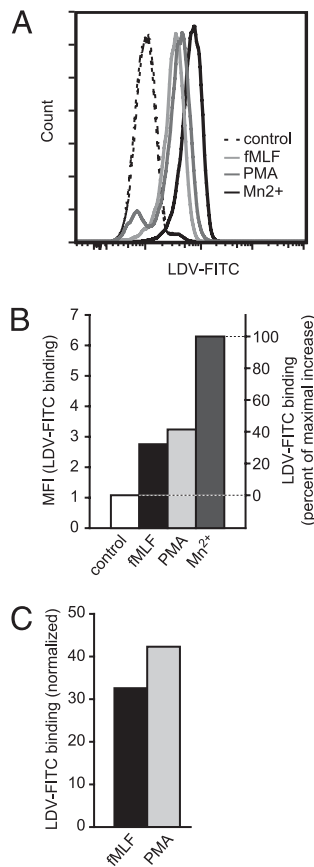 A
Count
control
fMLF
PMA
Mn2+
LDV-FITC
B
MFI (LDV-FITC binding)
7
6
5
4
3
2
1
0
100
80
60
40
20
0
LDV-FITC binding
(percent of maximal increase)
control
fMLF
PMA
Mn²⁺
C
LDV-FITC binding (normalized)
50
40
30
20
10
0
fMLF
PMA